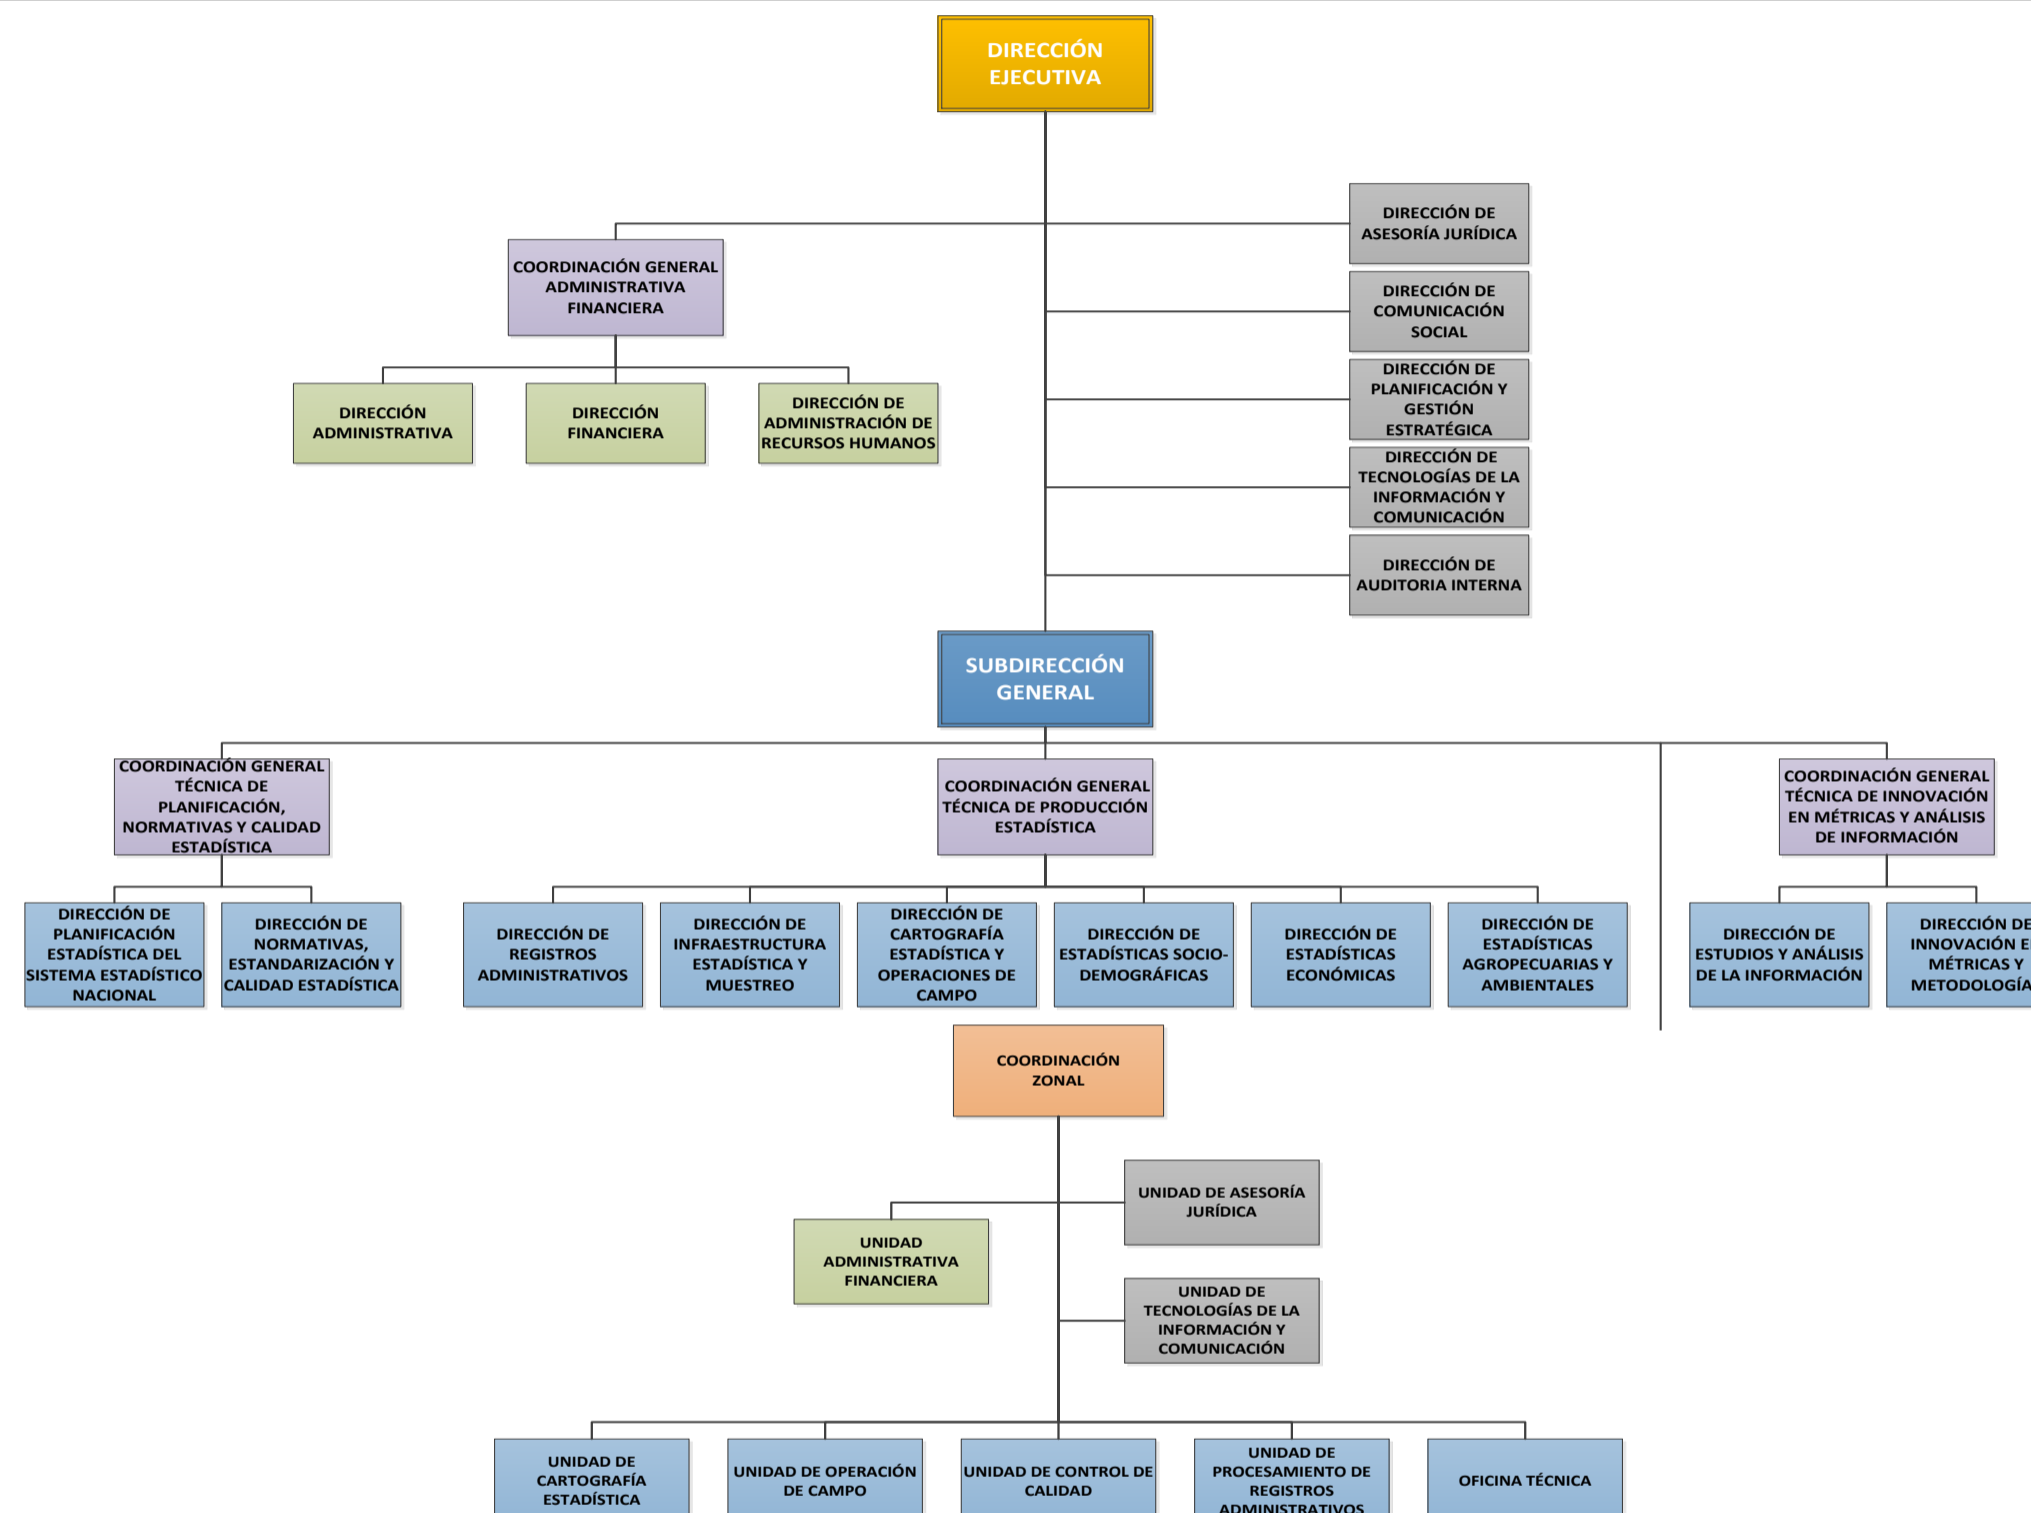 DIRECCIÓN
EJECUTIVA
DIRECCIÓN DE
ASESORÍA JURÍDICA
COORDINACIÓN GENERAL
ADMINISTRATIVA
FINANCIERA
DIRECCIÓN DE
COMUNICACIÓN
SOCIAL
DIRECCIÓN DE
PLANIFICACIÓN Y
GESTIÓN
ESTRATÉGICA
DIRECCIÓN
ADMINISTRATIVA
DIRECCIÓN
FINANCIERA
DIRECCIÓN DE
ADMINISTRACIÓN DE
RECURSOS HUMANOS
DIRECCIÓN DE
TECNOLOGÍAS DE LA
INFORMACIÓN Y
COMUNICACIÓN
DIRECCIÓN DE
AUDITORIA INTERNA
SUBDIRECCIÓN
GENERAL
COORDINACIÓN GENERAL
TÉCNICA DE
PLANIFICACIÓN,
NORMATIVAS Y CALIDAD
ESTADÍSTICA
COORDINACIÓN GENERAL
TÉCNICA DE PRODUCCIÓN
ESTADÍSTICA
COORDINACIÓN GENERAL
TÉCNICA DE INNOVACIÓN
EN MÉTRICAS Y ANÁLISIS
DE INFORMACIÓN
DIRECCIÓN DE
PLANIFICACIÓN
ESTADÍSTICA DEL
SISTEMA ESTADÍSTICO
NACIONAL
DIRECCIÓN DE
NORMATIVAS,
ESTANDARIZACIÓN Y
CALIDAD ESTADÍSTICA
DIRECCIÓN DE
REGISTROS
ADMINISTRATIVOS
DIRECCIÓN DE
INFRAESTRUCTURA
ESTADÍSTICA Y
MUESTREO
DIRECCIÓN DE
CARTOGRAFÍA
ESTADÍSTICA Y
OPERACIONES DE
CAMPO
DIRECCIÓN DE
ESTADÍSTICAS SOCIO-
DEMOGRÁFICAS
DIRECCIÓN DE
ESTADÍSTICAS
ECONÓMICAS
DIRECCIÓN DE
ESTADÍSTICAS
AGROPECUARIAS Y
AMBIENTALES
DIRECCIÓN DE
ESTUDIOS Y ANÁLISIS
DE LA INFORMACIÓN
DIRECCIÓN DE
INNOVACIÓN E
MÉTRICAS Y
METODOLOGÍA
COORDINACIÓN
ZONAL
UNIDAD DE ASESORÍA
JURÍDICA
UNIDAD
ADMINISTRATIVA
FINANCIERA
UNIDAD DE
TECNOLOGÍAS DE LA
INFORMACIÓN Y
COMUNICACIÓN
UNIDAD DE
CARTOGRAFÍA
ESTADÍSTICA
UNIDAD DE OPERACIÓN
DE CAMPO
UNIDAD DE CONTROL DE
CALIDAD
UNIDAD DE
PROCESAMIENTO DE
REGISTROS
ADMINISTRATIVOS
OFICINA TÉCNICA